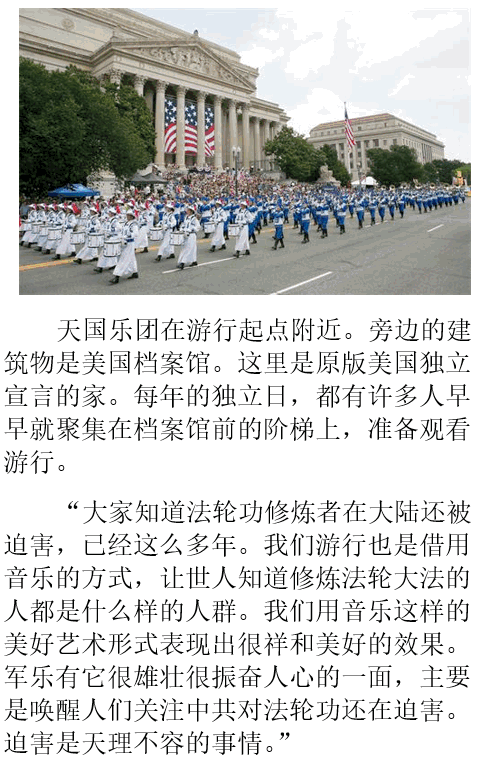 天国乐团在游行起点附近。旁边的建
筑物是美国档案馆。这里是原版美国独立
宣言的家。每年的独立日，都有许多人早
早就聚集在档案馆前的阶梯上，准备观看
游行。
“大家知道法轮功修炼者在大陆还被
迫害，已经这么多年。我们游行也是借用
音乐的方式，让世人知道修炼法轮大法的
人都是什么样的人群。我们用音乐这样的
美好艺术形式表现出很祥和美好的效果。
军乐有它很雄壮很振奋人心的一面，主要
是唤醒人们关注中共对法轮功还在迫害。
迫害是天理不容的事情。”